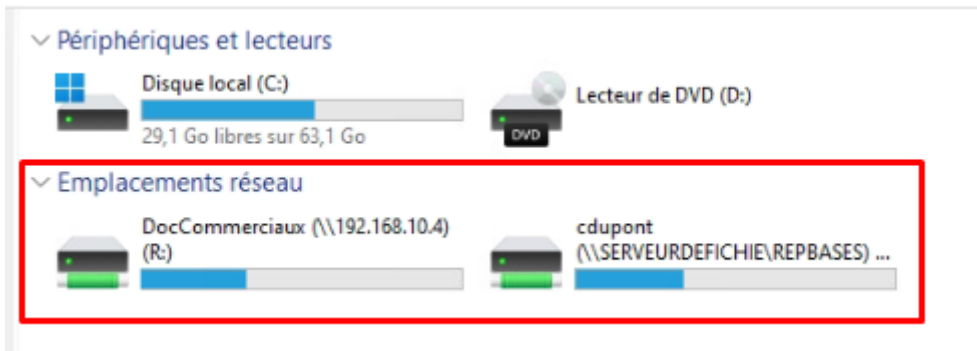 Périphériques et lecteurs
Disque local (C:)
29,1 Go libres sur 63,1 Go
Lecteur de DVD (D:)
DVD
Emplacements réseau
DocCommerciaux (\\192.168.10.4)
(R:)
cdupont
(\\SERVEURDEFICHIE\REPBASES) ...